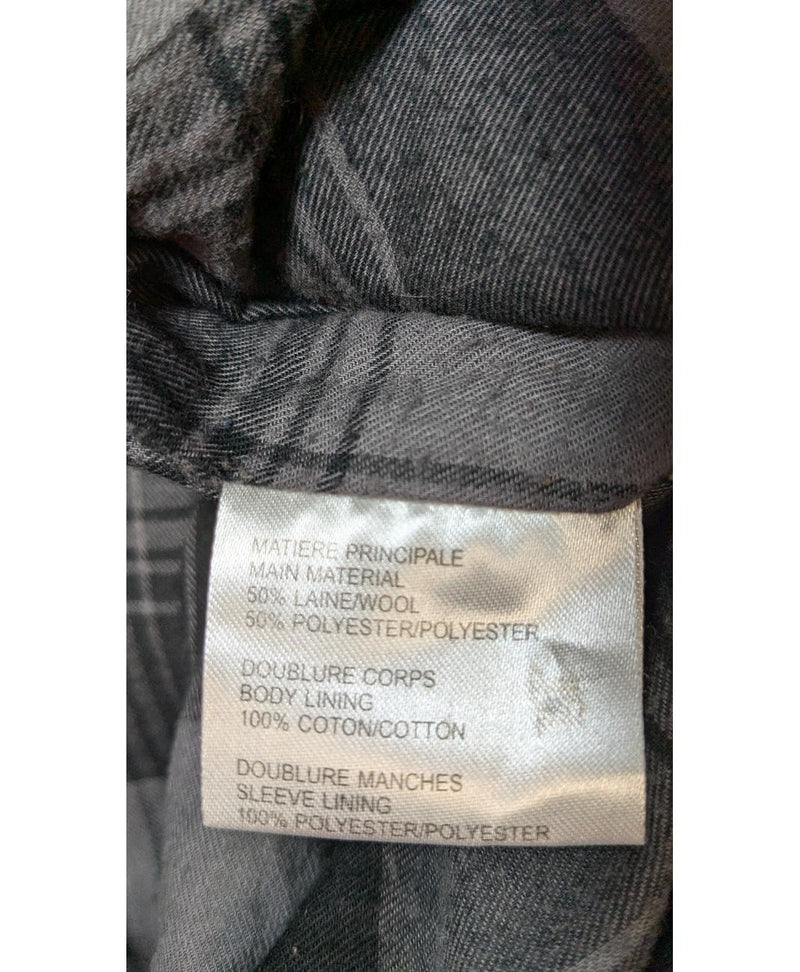 MATIERE PRINCIPALE
MAIN MATERIAL
50% LAINE/WOOL
50% POLYESTER/POLYESTER
DOUBLURE CORPS
BODY LINING
100% COTON/COTTON
DOUBLURE MANCHES
SLEEVE LINING
100% POLYESTER/POLYESTER